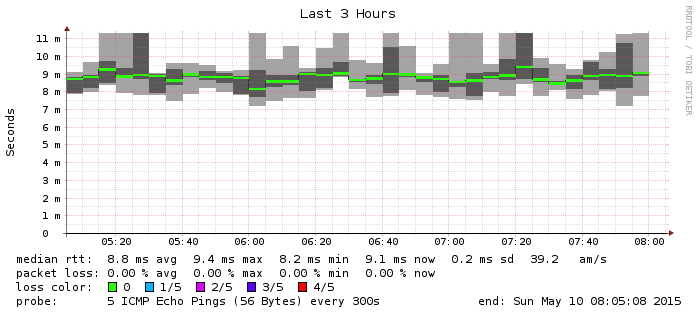 Last 3 Hours
RRDTOOL / TOBI OETIKER
Seconds
11 m
10 m
9 m
8 m
7 m
6 m
5 m
4 m
3 m
2 m
1 m
0
05:20 05:40 06:00 06:20 06:40 07:00 07:20 07:40 08:00
median rtt: 8.8 ms avg 9.4 ms max 8.2 ms min 9.1 ms now 0.2 ms sd 39.2 am/s
packet loss: 0.00 % avg 0.00 % max 0.00 % min 0.00 % now
loss color: 0 1/5 2/5 3/5 4/5
probe: 5 ICMP Echo Pings (56 Bytes) every 300s end: Sun May 10 08:05:08 2015